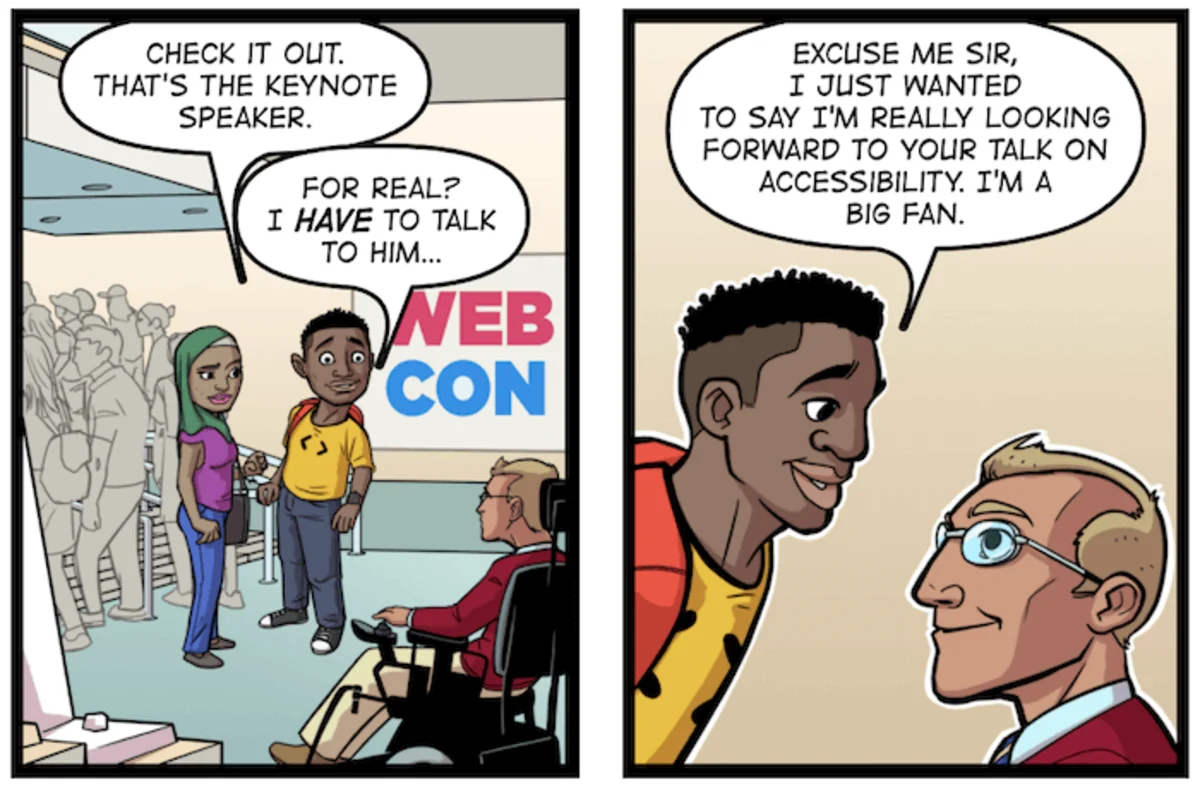 CHECK IT OUT.
THAT'S THE KEYNOTE
SPEAKER.
FOR REAL?
I HAVE TO TALK
TO HIM...
WEB
CON
< >
EXCUSE ME SIR,
I JUST WANTED
TO SAY I'M REALLY LOOKING
FORWARD TO YOUR TALK ON
ACCESSIBILITY. I'M A
BIG FAN.